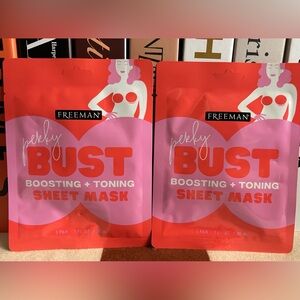 FREEMAN
perky
BUST
BOOSTING + TONING
SHEET MASK
FREEMAN
perky
BUST
BOOSTING + TONING
SHEET MASK